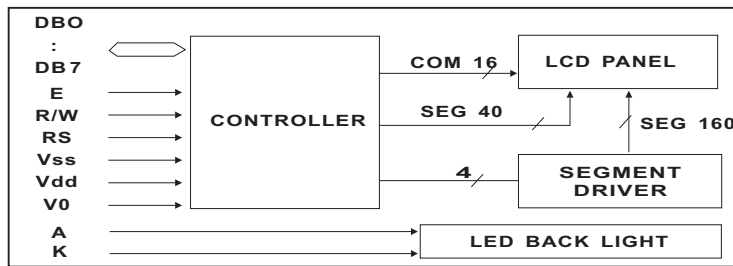 DBO
:
DB7
E
R/W
RS
Vss
Vdd
V0
A
K
CONTROLLER
COM 16
SEG 40
4
LCD PANEL
SEG 160
SEGMENT
DRIVER
LED BACK LIGHT